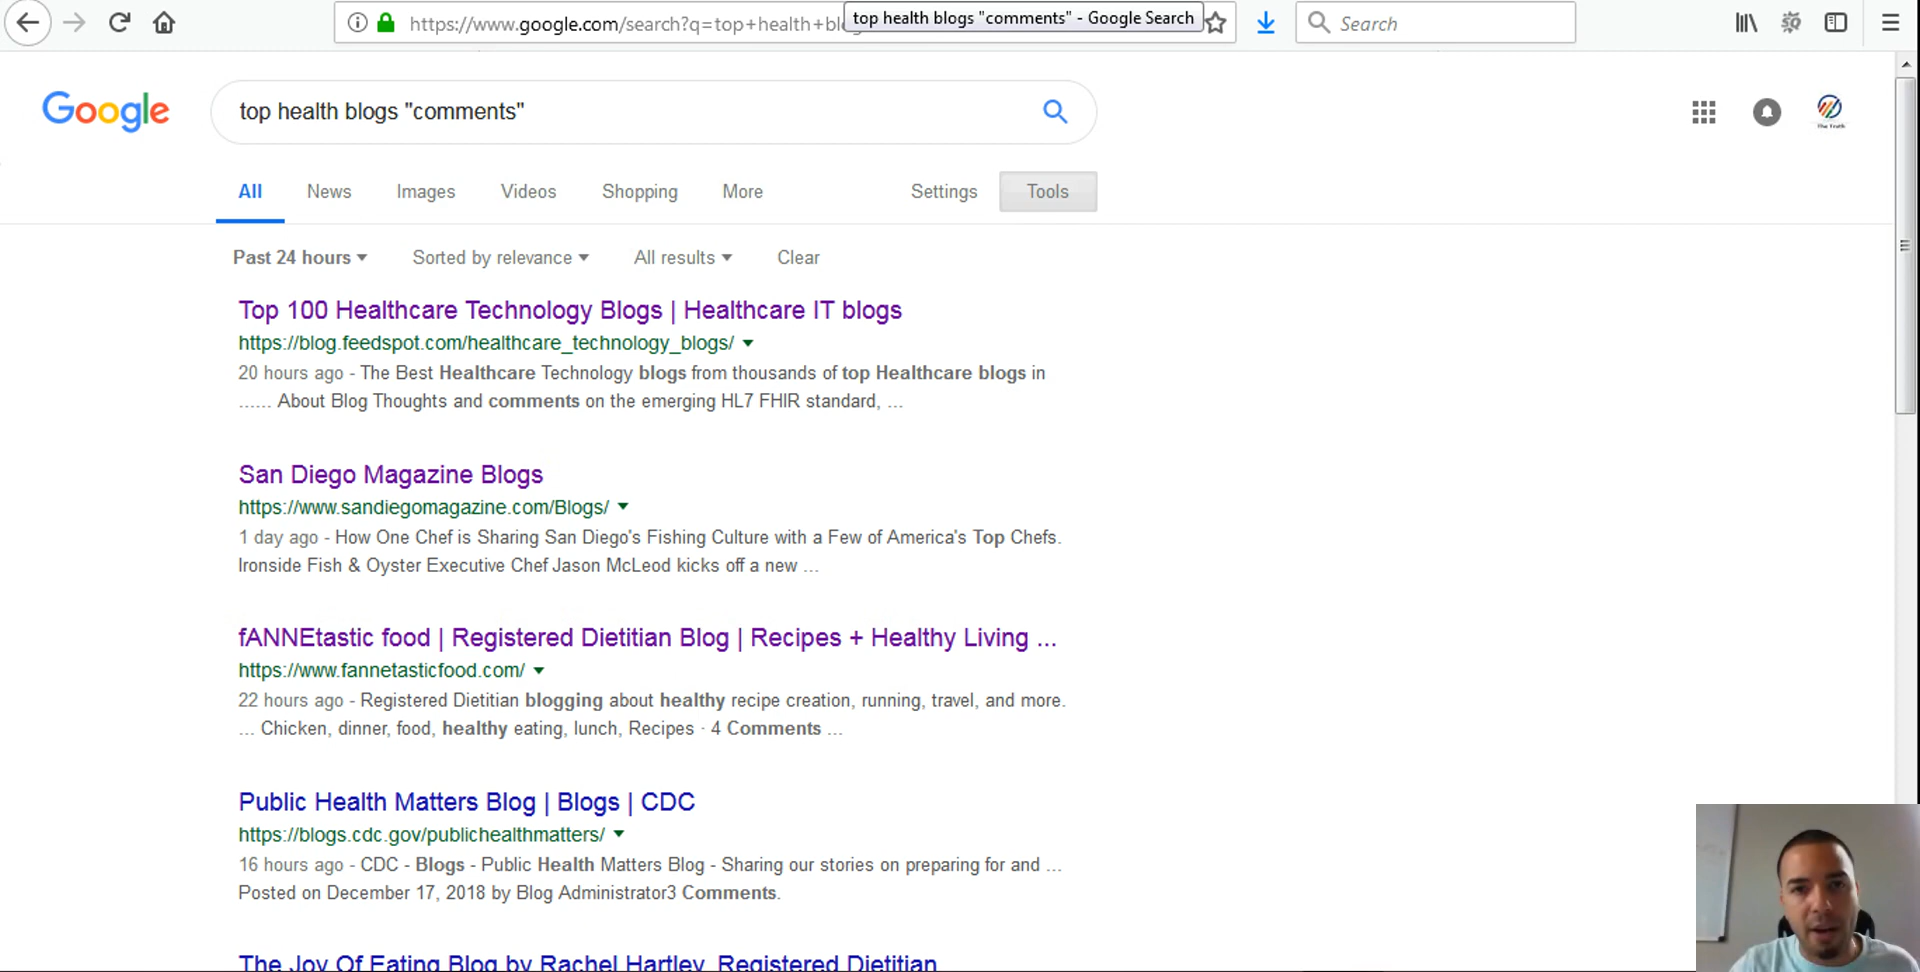 https://www.google.com/search?q=top+health+bl
top health blogs "comments" - Google Search
Search
Google
top health blogs "comments"
All News Images Videos Shopping More Settings Tools
Past 24 hours Sorted by relevance All results Clear
Top 100 Healthcare Technology Blogs | Healthcare IT blogs
https://blog.feedspot.com/healthcare_technology_blogs/
20 hours ago - The Best Healthcare Technology blogs from thousands of top Healthcare blogs in
...... About Blog Thoughts and comments on the emerging HL7 FHIR standard, ...
San Diego Magazine Blogs
https://www.sandiegomagazine.com/Blogs/
1 day ago - How One Chef is Sharing San Diego's Fishing Culture with a Few of America's Top Chefs.
Ironside Fish & Oyster Executive Chef Jason McLeod kicks off a new ...
fANNEtastic food | Registered Dietitian Blog | Recipes + Healthy Living ...
https://www.fannetasticfood.com/
22 hours ago - Registered Dietitian blogging about healthy recipe creation, running, travel, and more.
... Chicken, dinner, food, healthy eating, lunch, Recipes · 4 Comments ...
Public Health Matters Blog | Blogs | CDC
https://blogs.cdc.gov/publichealthmatters/
16 hours ago - CDC - Blogs - Public Health Matters Blog - Sharing our stories on preparing for and ...
Posted on December 17, 2018 by Blog Administrator3 Comments.
The Joy Of Eating Blog by Rachel Hartley, Registered Dietitian